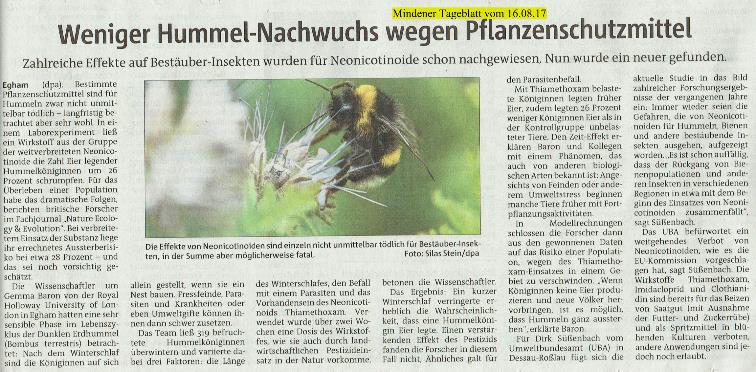 Mindener Tageblatt vom 16.08.17
Weniger Hummel-Nachwuchs wegen Pflanzenschutzmittel
Zahlreiche Effekte auf Bestäuber-Insekten wurden für Neonicotinoide schon nachgewiesen. Nun wurde ein neuer gefunden.
Egham (dpa). Bestimmte
Pflanzenschutzmittel sind für
Hummeln zwar nicht unmit-
telbar tödlich – langfristig be-
trachtet aber sehr wohl. In ei-
nem Laborexperiment ließ
ein Wirkstoff aus der Gruppe
der weitverbreiteten Neonico-
tinoide die Zahl Eier legender
Hummelköniginnen um 26
Prozent schrumpfen. Für das
Überleben einer Population
habe das dramatische Folgen,
berichten britische Forscher
im Fachjournal „Nature Ecolo-
gy & Evolution“. Bei verbreite-
tem Einsatz der Substanz liege
ihr errechnetes Aussterberisi-
ko bei etwa 28 Prozent – und
das sei noch vorsichtig ge-
schätzt.
Die Wissenschaftler um
Gemma Baron von der Royal
Holloway University of Lon-
don in Egham hatten eine sehr
sensible Phase im Lebenszy-
klus der Dunklen Erdhummel
(Bombus terrestris) betrach-
tet: Nach dem Winterschlaf
sind die Königinnen auf sich
Die Effekte von Neonicotinoiden sind einzeln nicht unmittelbar tödlich für Bestäuber-Insek-
ten, in der Summe aber möglicherweise fatal.
Foto: Silas Stein/dpa
allein gestellt, wenn sie ein
Nest bauen. Fressfeinde, Para-
siten und Krankheiten oder
eben Umweltgifte können ih-
nen dann schwer zusetzen.
Das Team ließ 319 befruch-
tete Hummelköniginnen
überwintern und variierte da-
bei drei Faktoren: die Länge
des Winterschlafes, den Befall
mit einem Parasiten und das
Vorhandensein des Neonicoti-
noids Thiamethoxam. Ver-
wendet wurde über zwei Wo-
chen eine Dosis des Wirkstof-
fes, wie sie auch durch land-
wirtschaftlichen Pestizidein-
satz in der Natur vorkomme,
betonen die Wissenschaftler.
Das Ergebnis: Ein kurzer
Winterschlaf verringerte er-
heblich die Wahrscheinlich-
keit, dass eine Hummelköni-
gin Eier legt. Einen verstär-
kenden Effekt des Pestizids
fanden die Forscher in diesem
Fall nicht. Ähnliches galt für
den Parasitenbefall.
Mit Thiamethoxam belaste-
te Königinnen legten früher
Eier, zudem legten 26 Prozent
weniger Königinnen Eier als in
der Kontrollgruppe unbelas-
teter Tiere. Den Zeit-Effekt er-
klären Baron und Kollegen
mit einem Phänomen, das
auch von anderen biologi-
schen Arten bekannt ist: Ange-
sichts von Feinden oder ande-
rem Umweltstress beginnen
manche Tiere früher mit Fort-
pflanzungsaktivitäten.
In Modellrechnungen
schlossen die Forscher dann
aus den gewonnenen Daten
auf das Risiko einer Populati-
on, wegen des Thiametho-
xam-Einsatzes in einem Ge-
biet zu verschwinden. „Wenn
Königinnen keine Eier produ-
zieren und neue Völker her-
vorbringen, ist es möglich,
dass Hummeln ganz ausster-
ben“, erklärte Baron.
Für Dirk Süßenbach vom
Umweltbundesamt (UBA) in
Dessau-Roßlau fügt sich die
aktuelle Studie in das Bild
zahlreicher Forschungsergeb-
nisse der vergangenen Jahre
ein: Immer wieder seien die
Gefahren, die von Neonicoti-
noiden für Hummeln, Bienen
und andere bestäubende In-
sekten ausgehen, aufgezeigt
worden. „Es ist schon auffällig,
dass der Rückgang von Bie-
nenpopulationen und ande-
ren Insekten in verschiedenen
Regionen in etwa mit dem Be-
ginn des Einsatzes von Neoni-
cotinoiden zusammenfällt“,
sagt Süßenbach.
Das UBA befürwortet ein
weitgehendes Verbot von
Neonicotinoiden, wie es die
EU-Kommission vorgeschla-
gen hat, sagt Süßenbach. Die
Wirkstoffe Thiamethoxam,
Imidacloprid und Clothiani-
din sind bereits für das Beizen
von Saatgut (mit Ausnahme
der Futter- und Zuckerrübe)
und als Spritzmittel in blü-
henden Kulturen verboten,
andere Anwendungen sind je-
doch noch erlaubt.